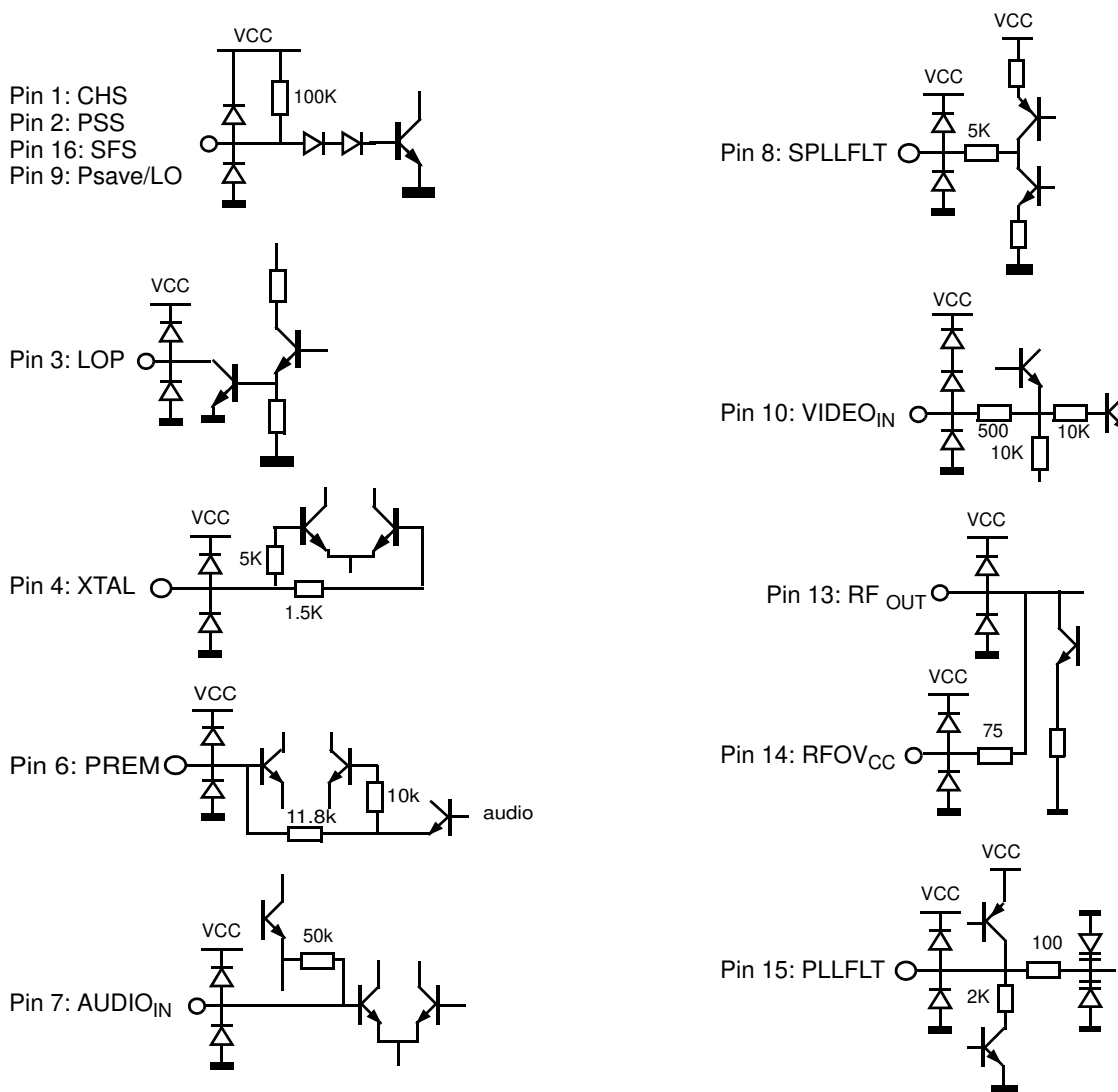 VCC
Pin 1: CHS
Pin 2: PSS
Pin 16: SFS
Pin 9: Psave/LO
100K
VCC
Pin 3: LOP
VCC
5K
Pin 4: XTAL
1.5K
VCC
Pin 6: PREM
10k
11.8k
audio
50k
VCC
Pin 7: AUDIOIN
VCC
VCC
5K
Pin 8: SPLLFLT
VCC
Pin 10: VIDEOIN
500
10K
10K
VCC
Pin 13: RF OUT
VCC
75
Pin 14: RFOVCC
VCC
VCC
100
Pin 15: PLLFLT
2K